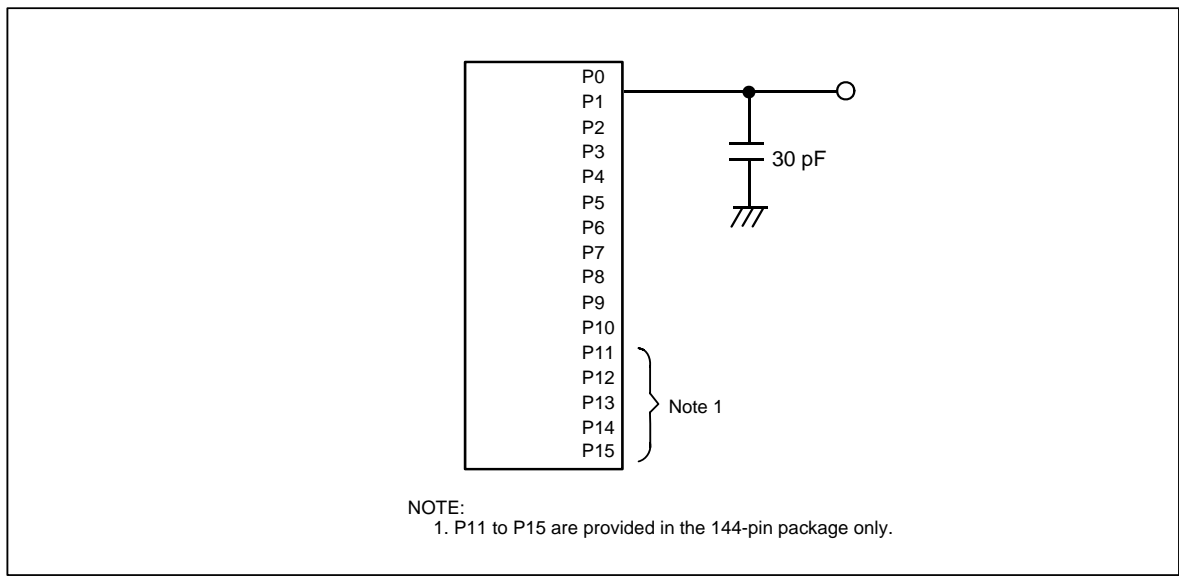 P0
P1
P2
P3
P4
P5
P6
P7
P8
P9
P10
P11
P12
P13
P14
P15
30 pF
Note 1
NOTE:
1. P11 to P15 are provided in the 144-pin package only.